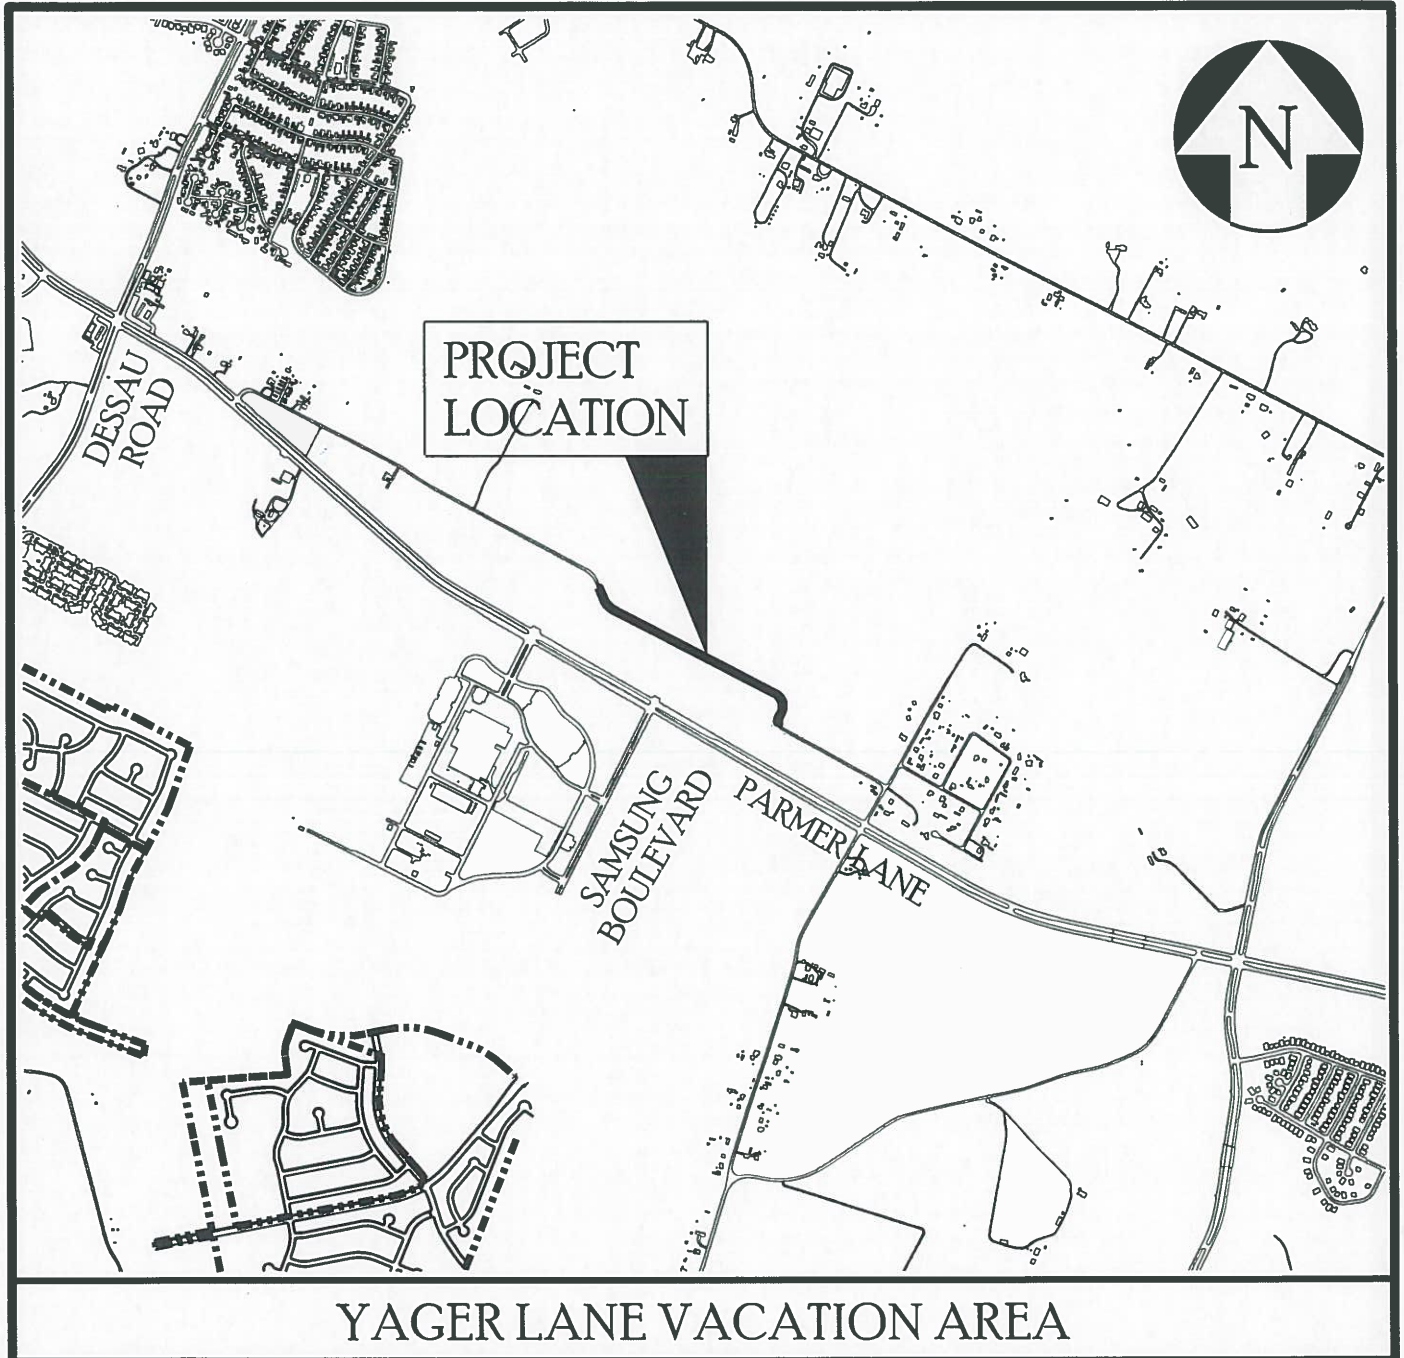 N
PROJECT
LOCATION
DESSAU
ROAD
SAMSUNG
BOULEVARD
PARMER LANE
YAGER LANE VACATION AREA